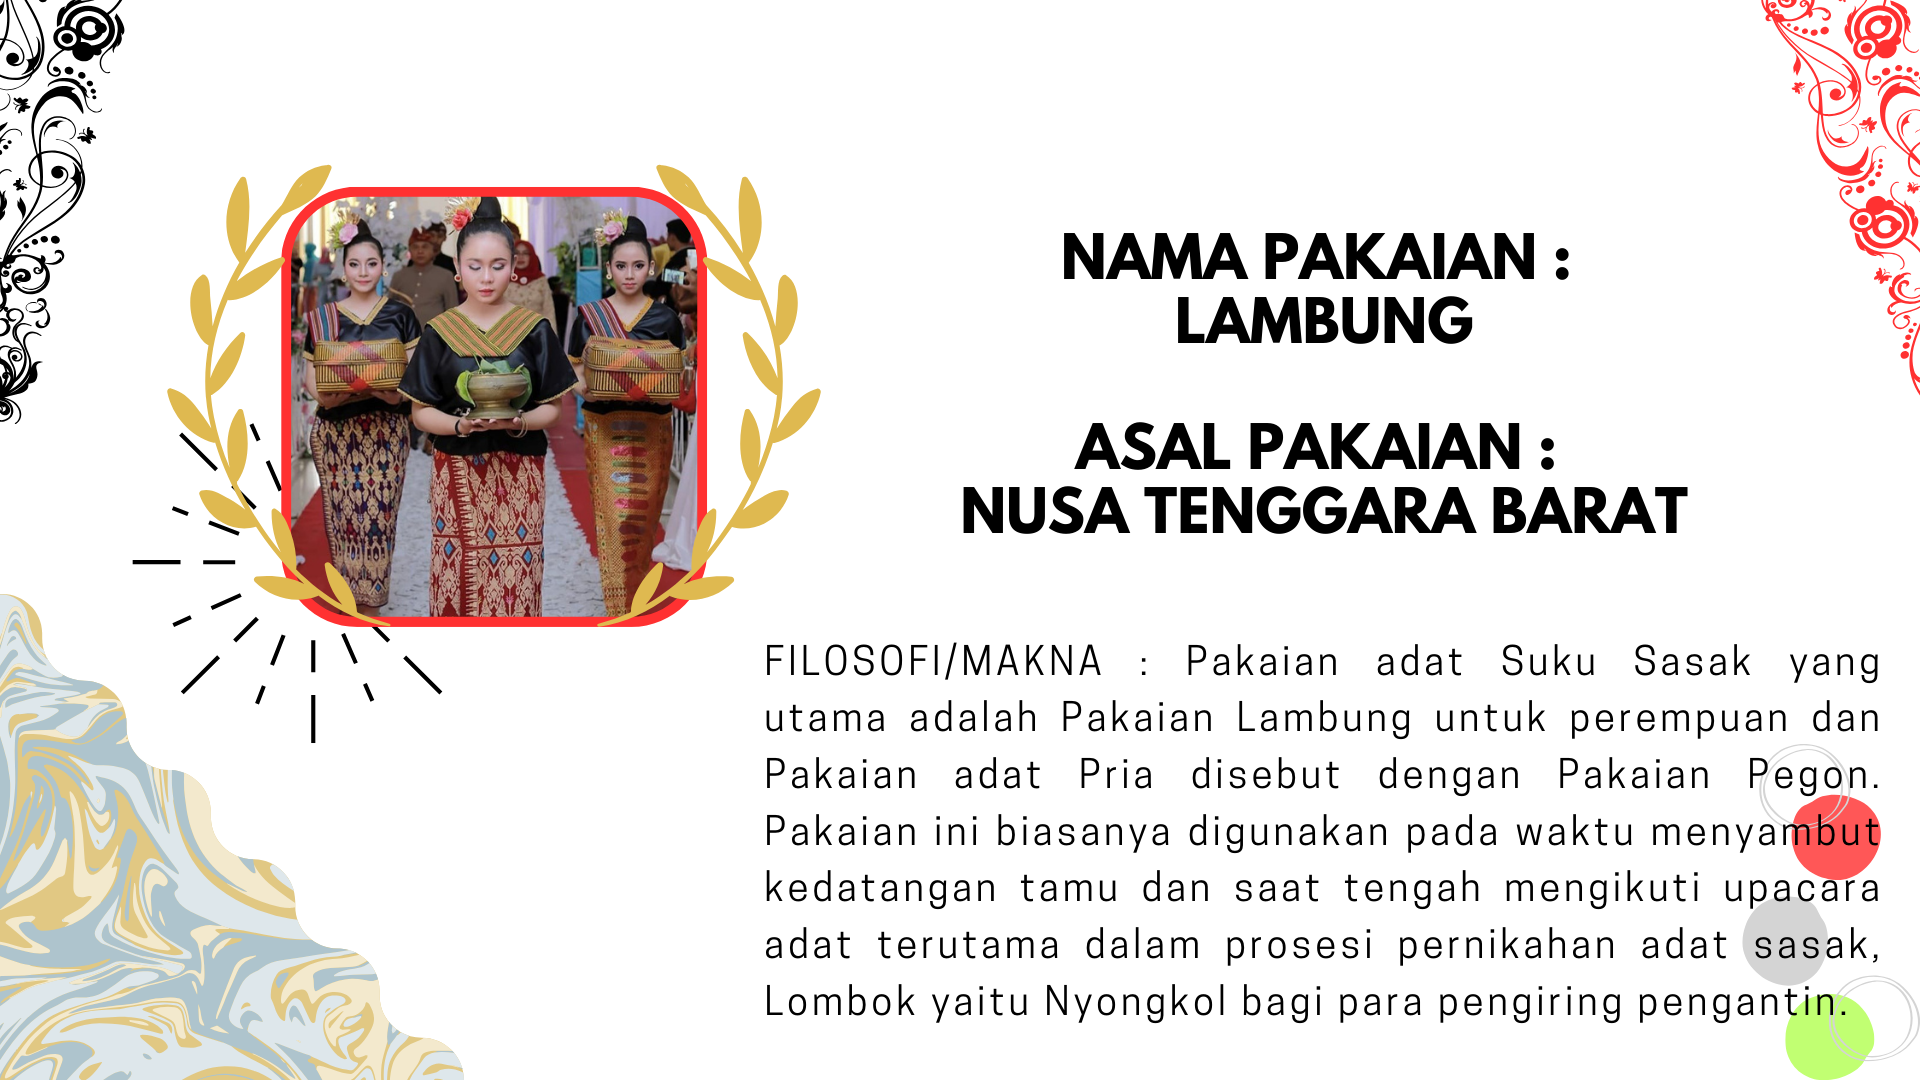 NAMA PAKAIAN :
LAMBUNG
ASAL PAKAIAN :
NUSA TENGGARA BARAT
FILOSOFI/MAKNA : Pakaian adat Suku Sasak yang
utama adalah Pakaian Lambung untuk perempuan dan
Pakaian adat Pria disebut dengan Pakaian Pegon.
Pakaian ini biasanya digunakan pada waktu menyambut
kedatangan tamu dan saat tengah mengikuti upacara
adat terutama dalam prosesi pernikahan adat sasak,
Lombok yaitu Nyongkol bagi para pengiring pengantin.